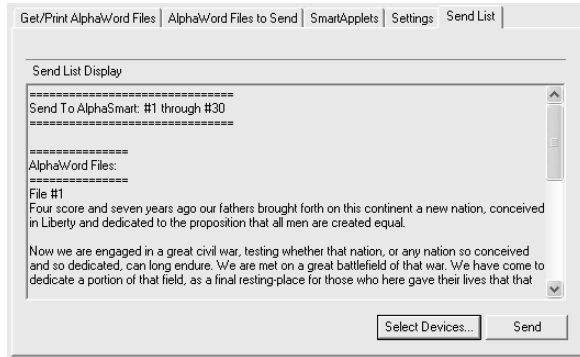 Get/Print AlphaWord Files AlphaWord Files to Send SmartApplets Settings Send List
Send List Display
==============================
Send To AlphaSmart: #1 through #30
==============================
===============
AlphaWord Files:
===============
File #1
Four score and seven years ago our fathers brought forth on this continent a new nation, conceived
in Liberty and dedicated to the proposition that all men are created equal.
Now we are engaged in a great civil war, testing whether that nation, or any nation so conceived
and so dedicated, can long endure. We are met on a great battlefield of that war. We have come to
dedicate a portion of that field, as a final resting-place for those who here gave their lives that that
Select Devices... Send